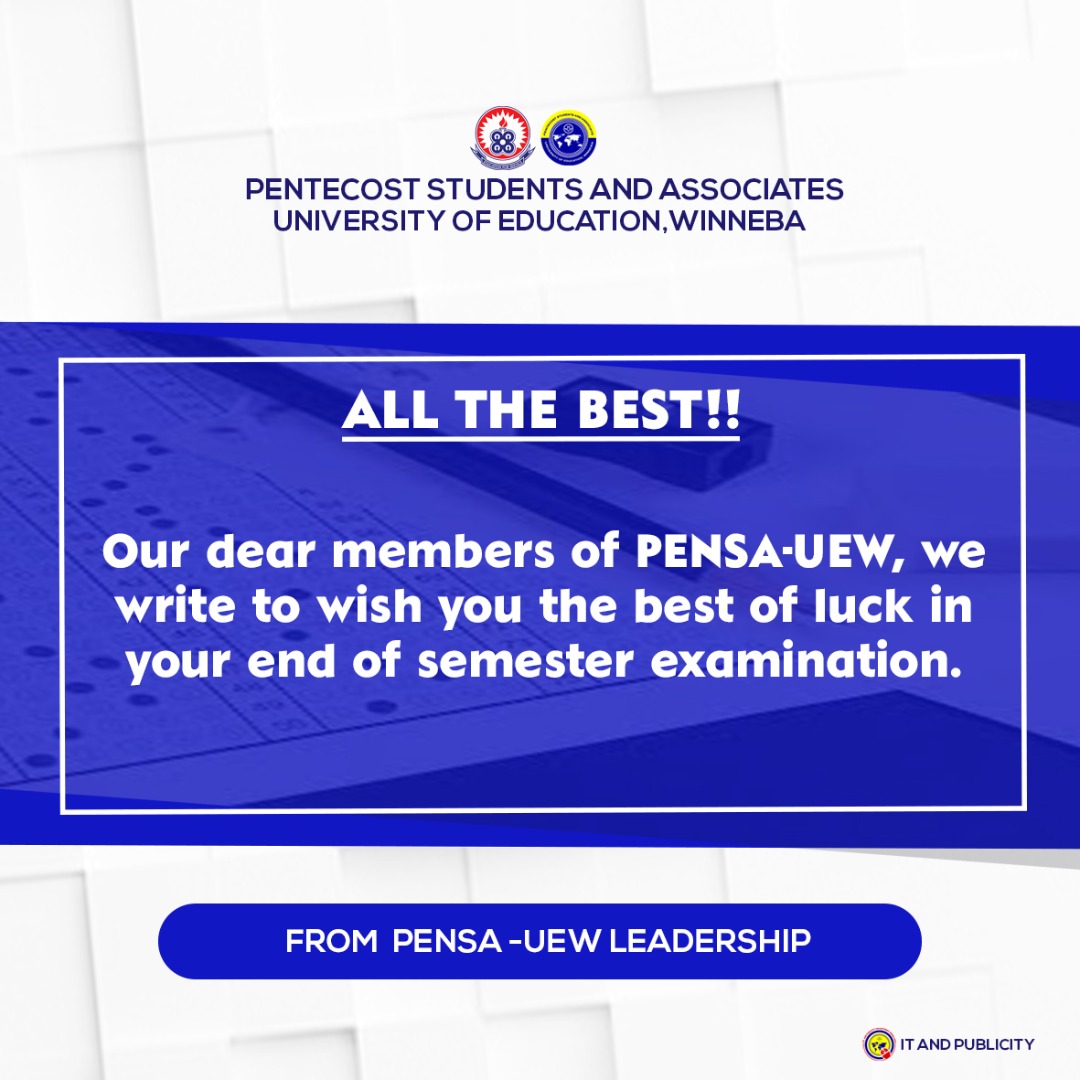 PENTECOST STUDENTS AND ASSOCIATES
UNIVERSITY OF EDUCATION,WINNEBA
ALL THE BEST!!
Our dear members of PENSA-UEW, we
write to wish you the best of luck in
your end of semester examination.
FROM PENSA -UEW LEADERSHIP
IT AND PUBLICITY